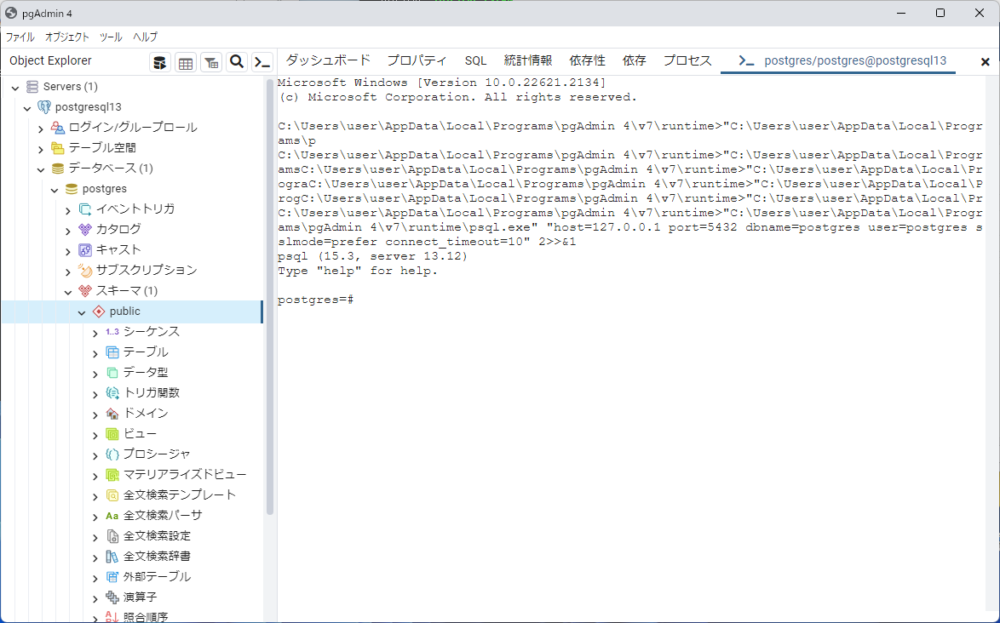 pgAdmin 4
ファイル オブジェクト ツール ヘルプ
Object Explorer
ダッシュボード プロパティ SQL 統計情報 依存性 依存 プロセス postgres/postgres@postgresql13
Servers (1)
postgresql13
ログイン/グループロール
テーブル空間
データベース (1)
postgres
イベントトリガ
カタログ
キャスト
サブスクリプション
スキーマ (1)
public
1..3 シーケンス
テーブル
データ型
トリガ関数
ドメイン
ビュー
プロシージャ
マテリアライズドビュー
全文検索テンプレート
Aa 全文検索パーサ
全文検索設定
全文検索辞書
外部テーブル
演算子
照合順序
Microsoft Windows [Version 10.0.22621.2134]
(c) Microsoft Corporation. All rights reserved.
C:\Users\user\AppData\Local\Programs\pgAdmin 4\v7\runtime>"C:\Users\user\AppData\Local\Progr
ams\p
C:\Users\user\AppData\Local\Programs\pgAdmin 4\v7\runtime>"C:\Users\user\AppData\Local\Progr
amsC:\Users\user\AppData\Local\Programs\pgAdmin 4\v7\runtime>"C:\Users\user\AppData\Local\Pr
ograC:\Users\user\AppData\Local\Programs\pgAdmin 4\v7\runtime>"C:\Users\user\AppData\Local\P
rogC:\Users\user\AppData\Local\Programs\pgAdmin 4\v7\runtime>"C:\Users\user\AppData\Local\Pr
C:\Users\user\AppData\Local\Programs\pgAdmin 4\v7\runtime>"C:\Users\user\AppData\Local\Progr
ams\pgAdmin 4\v7\runtime\psql.exe" "host=127.0.0.1 port=5432 dbname=postgres user=postgres s
slmode=prefer connect_timeout=10" 2>>&1
psql (15.3, server 13.12)
Type "help" for help.
postgres=#